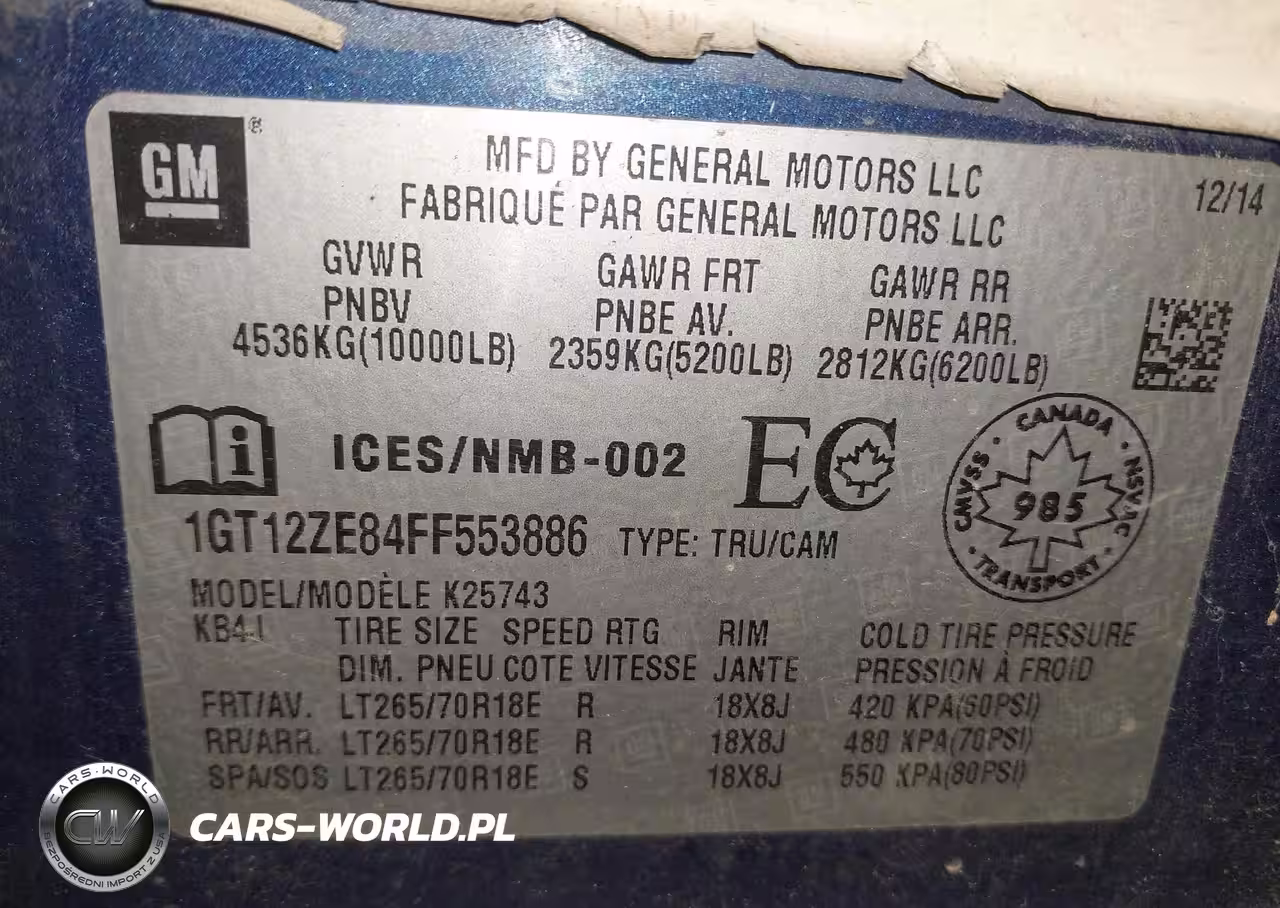 GM ®
MFD BY GENERAL MOTORS LLC
12/14
FABRIQUÉ PAR GENERAL MOTORS LLC
GVWR GAWR FRT GAWR RR
PNBV PNBE AV. PNBE ARR.
4536KG(10000LB) 2359KG(5200LB) 2812KG(6200LB)
i ICES/NMB-002 EC
CANADA
CMVSS 985 NSVAC
TRANSPORT
1GT12ZE84FF553886 TYPE: TRU/CAM
MODEL/MODÈLE K25743
TIRE SIZE SPEED RTG RIM COLD TIRE PRESSURE
DIM. PNEU COTE VITESSE JANTE PRESSION À FROID
FRT/AV. LT265/70R18E R 18X8J 420 KPA(60PSI)
RR/ARR. LT265/70R18E R 18X8J 480 KPA(70PSI)
SPA/SOS LT265/70R18E S 18X8J 550 KPA(80PSI)
CARS-WORLD
CW
BEZPOŚREDNI IMPORT Z USA
CARS-WORLD.PL